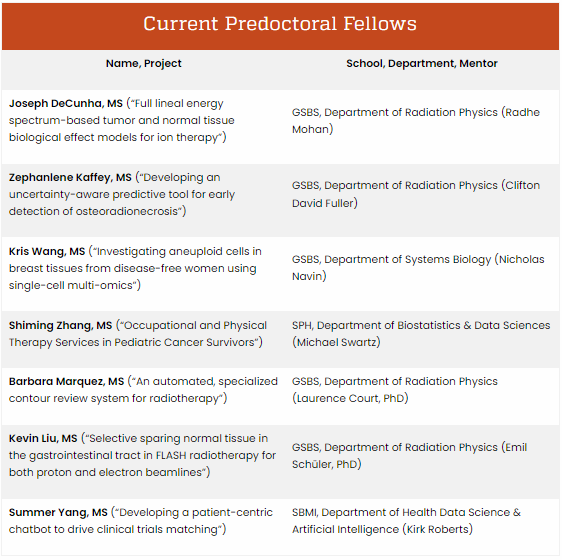 Current Predoctoral Fellows
Name, Project
School, Department, Mentor
Joseph DeCunha, MS (“Full lineal energy
spectrum-based tumor and normal tissue
biological effect models for ion therapy”)
GSBS, Department of Radiation Physics (Radhe
Mohan)
Zephanlene Kaffey, MS (“Developing an
uncertainty-aware predictive tool for early
detection of osteoradionecrosis”)
GSBS, Department of Radiation Physics (Clifton
David Fuller)
Kris Wang, MS (“Investigating aneuploid cells in
breast tissues from disease-free women using
single-cell multi-omics”)
GSBS, Department of Systems Biology (Nicholas
Navin)
Shiming Zhang, MS (“Occupational and Physical
Therapy Services in Pediatric Cancer Survivors”)
SPH, Department of Biostatistics & Data Sciences
(Michael Swartz)
Barbara Marquez, MS (“An automated, specialized
contour review system for radiotherapy”)
GSBS, Department of Radiation Physics
(Laurence Court, PhD)
Kevin Liu, MS (“Selective sparing normal tissue in
the gastrointestinal tract in FLASH radiotherapy for
both proton and electron beamlines”)
GSBS, Department of Radiation Physics (Emil
Schüler, PhD)
Summer Yang, MS (“Developing a patient-centric
chatbot to drive clinical trials matching”)
SBMI, Department of Health Data Science &
Artificial Intelligence (Kirk Roberts)